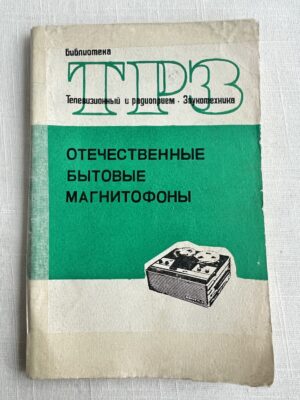 Библиотека
ТРЗ
Телевизионный и радиоприем · Звукотехника
ОТЕЧЕСТВЕННЫЕ
БЫТОВЫЕ
МАГНИТОФОНЫ